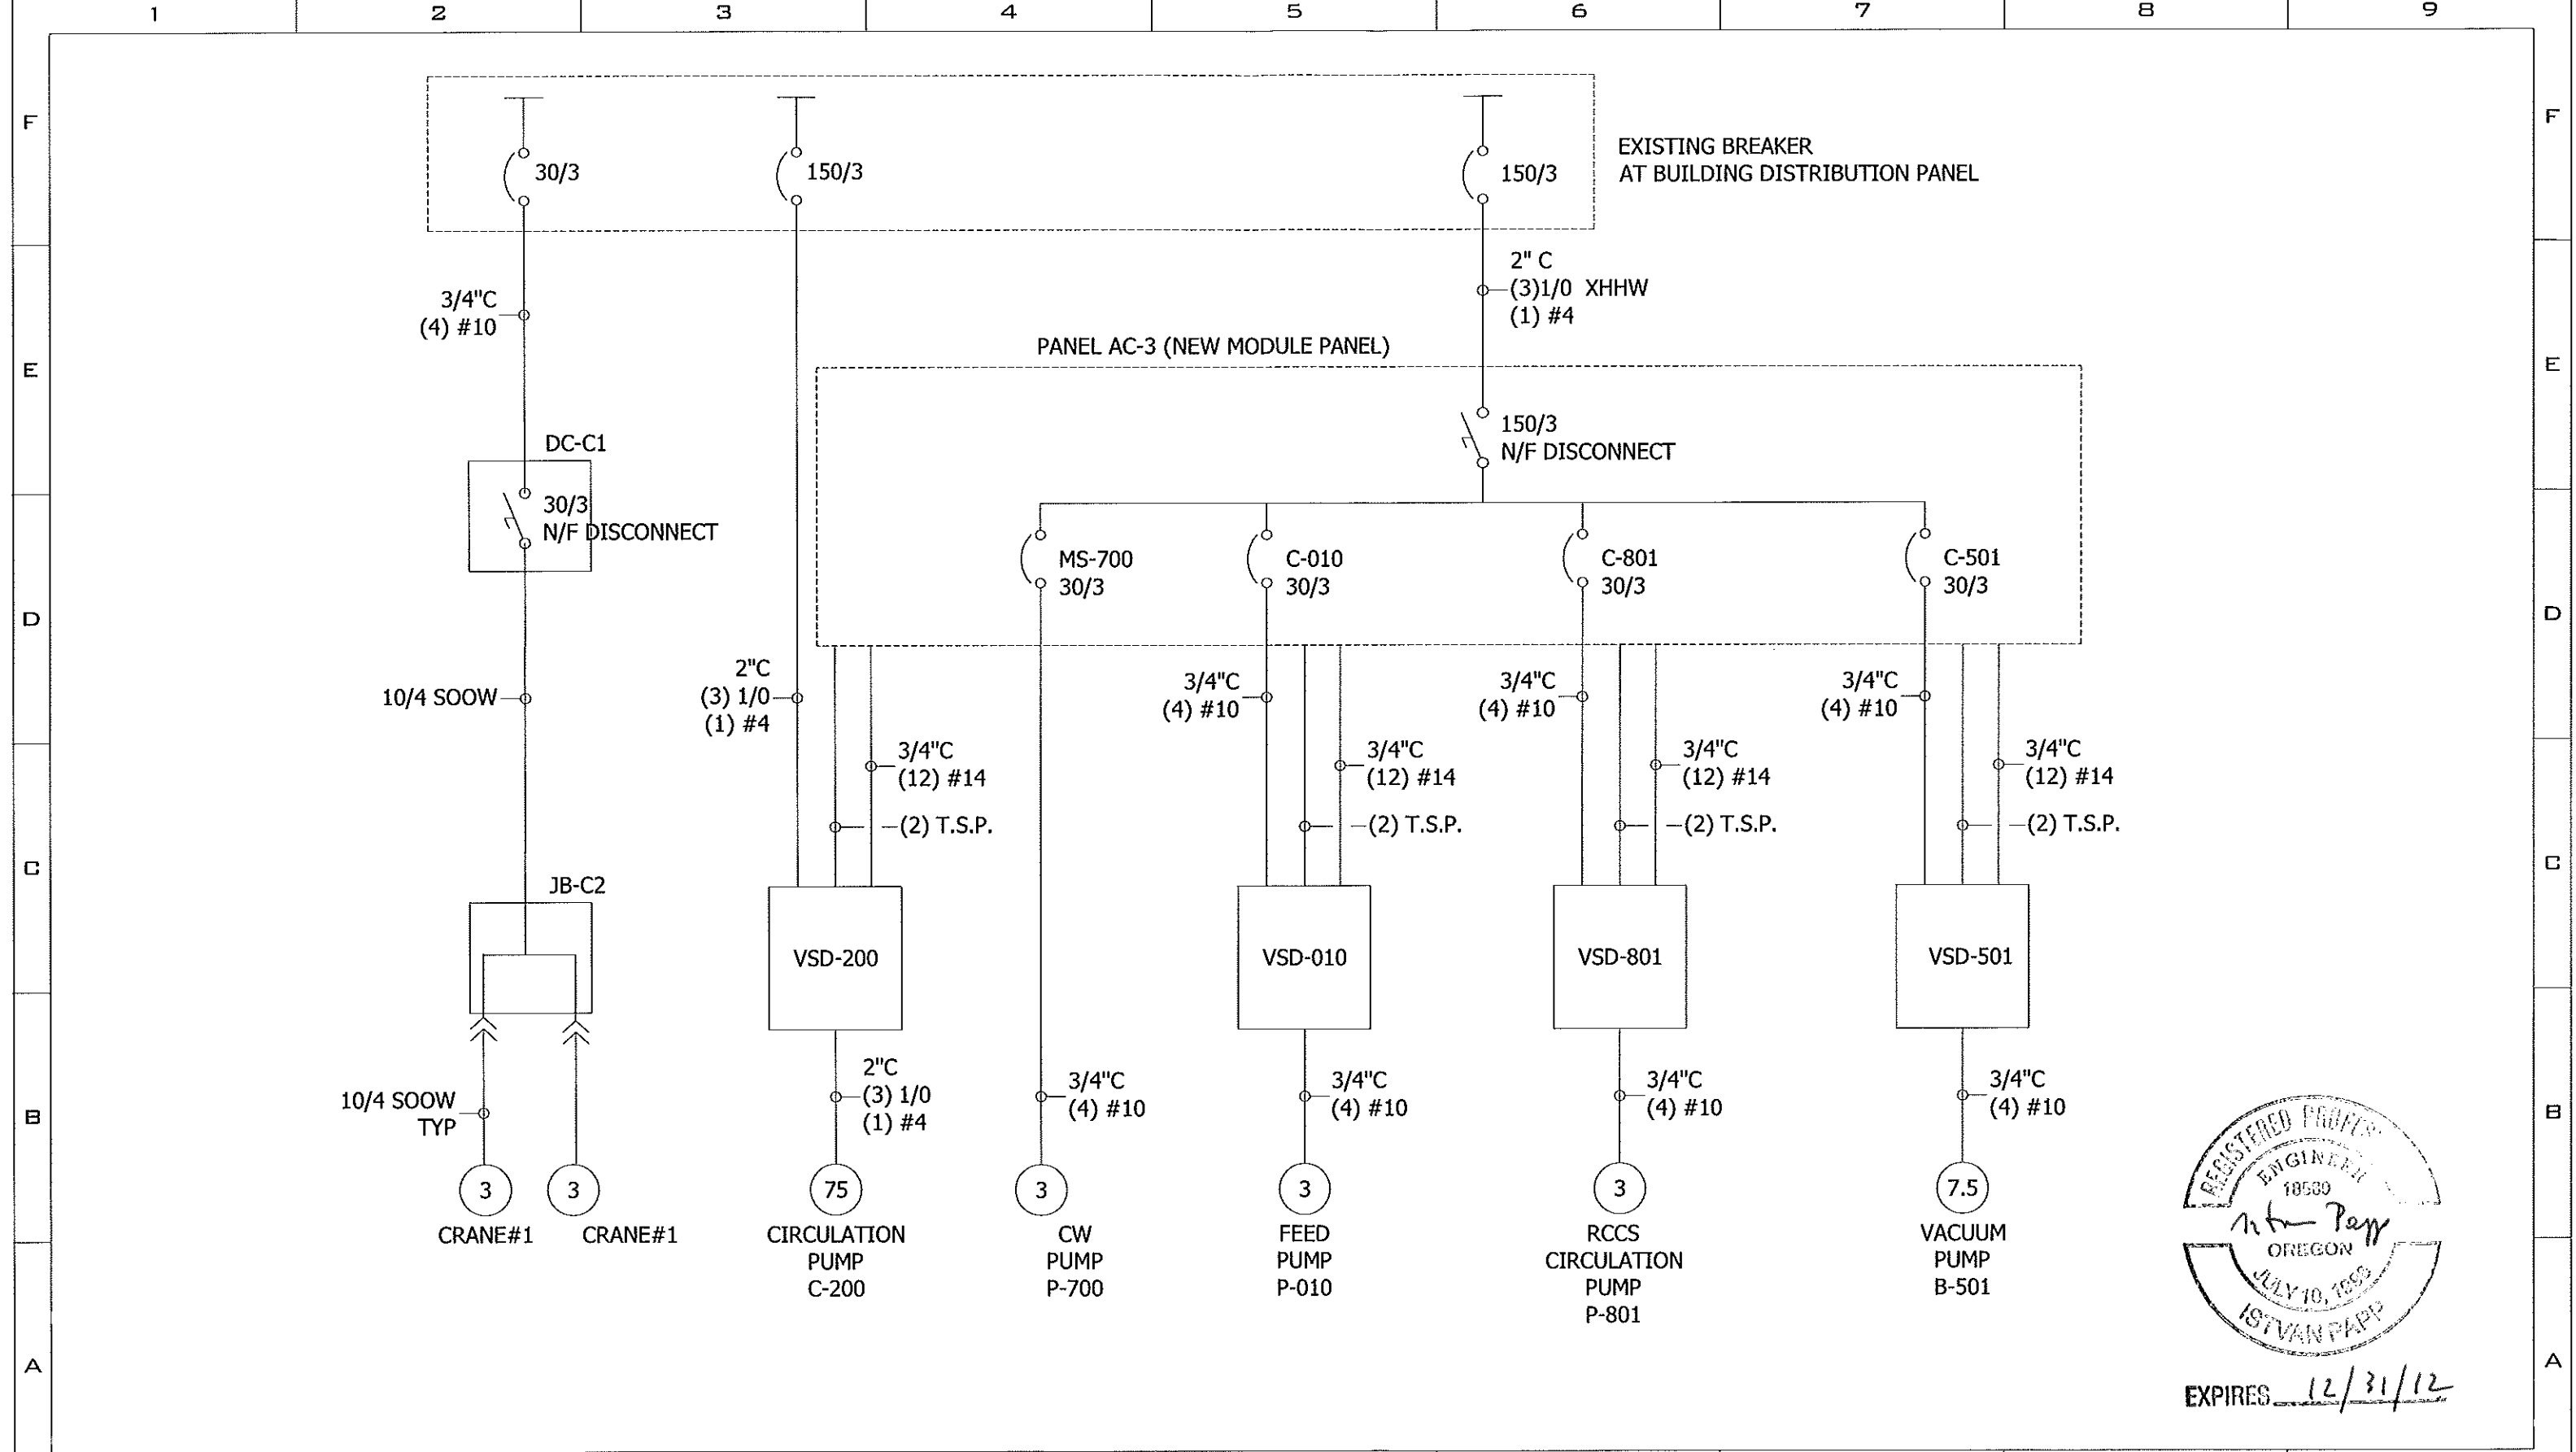 1 2 3 4 5 6 7 8 9
F
F
30/3
150/3
150/3
EXISTING BREAKER
AT BUILDING DISTRIBUTION PANEL
3/4"C
(4) #10
2" C
(3)1/0 XHHW
(1) #4
E
E
PANEL AC-3 (NEW MODULE PANEL)
DC-C1
30/3
N/F DISCONNECT
150/3
N/F DISCONNECT
MS-700
30/3
C-010
30/3
C-801
30/3
C-501
30/3
D
D
10/4 SOOW
2"C
(3) 1/0
(1) #4
3/4"C
(4) #10
3/4"C
(4) #10
3/4"C
(4) #10
3/4"C
(12) #14
(2) T.S.P.
3/4"C
(12) #14
(2) T.S.P.
3/4"C
(12) #14
(2) T.S.P.
3/4"C
(12) #14
(2) T.S.P.
C
C
JB-C2
VSD-200
VSD-010
VSD-801
VSD-501
10/4 SOOW
TYP
2"C
(3) 1/0
(1) #4
3/4"C
(4) #10
3/4"C
(4) #10
3/4"C
(4) #10
3/4"C
(4) #10
B
B
3
CRANE#1
3
CRANE#1
75
CIRCULATION
PUMP
C-200
3
CW
PUMP
P-700
3
FEED
PUMP
P-010
3
RCCS
CIRCULATION
PUMP
P-801
7.5
VACUUM
PUMP
B-501
A
A
REGISTERED
ENGINEER
OREGON
JULY 10,
ISTVAN PAPP
EXPIRES 12/31/12